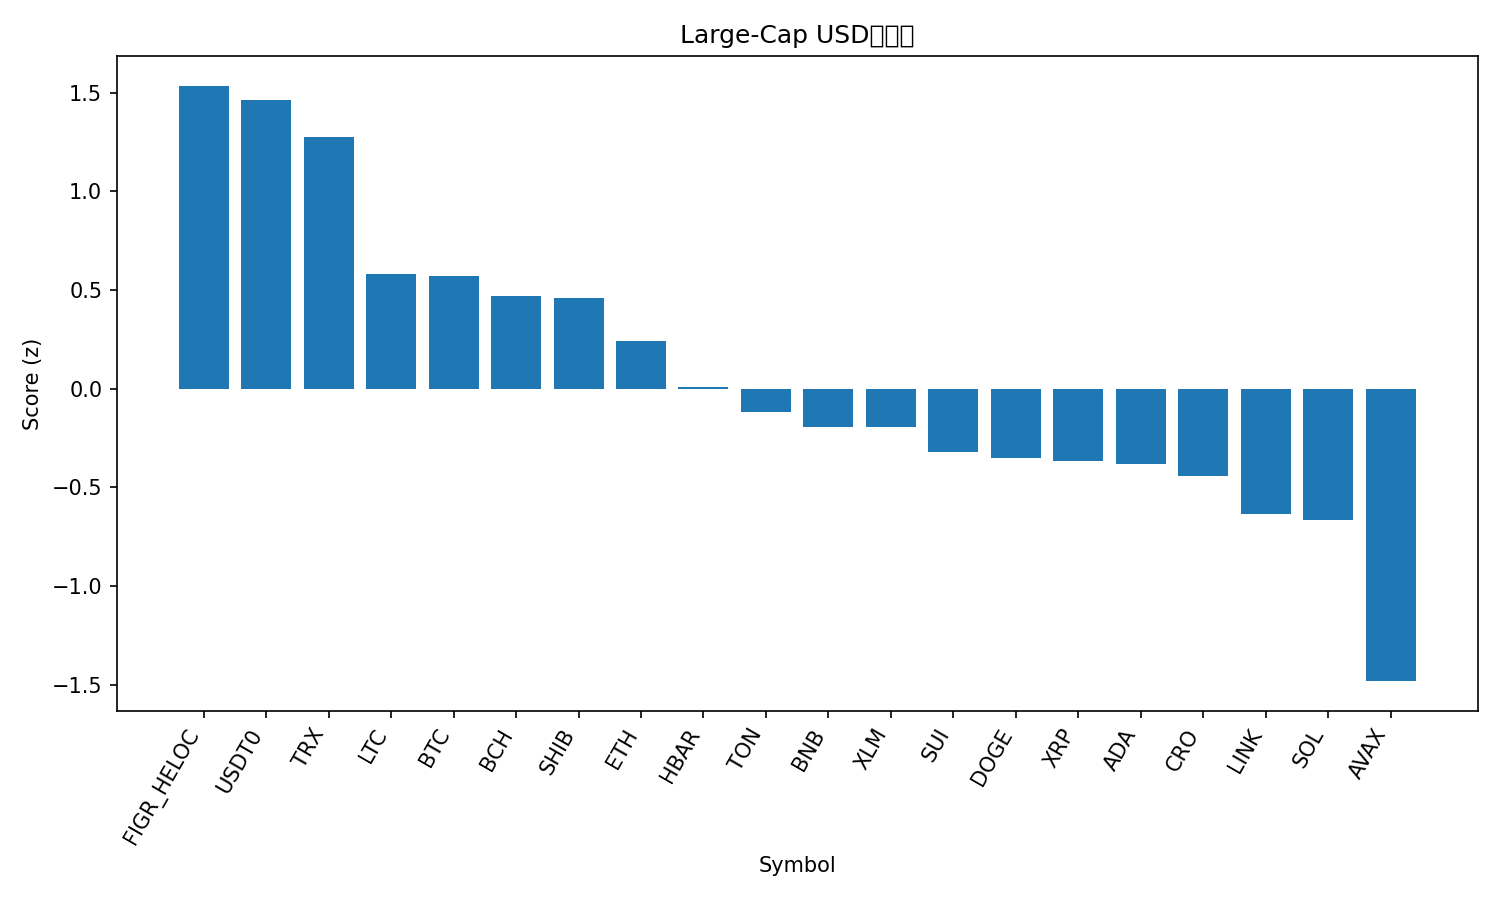 Large-Cap USD
Score (z)
1.5
1.0
0.5
0.0
−0.5
−1.0
−1.5
FIGR_HELOC
USDT0
TRX
LTC
BTC
BCH
SHIB
ETH
HBAR
TON
BNB
XLM
SUI
DOGE
XRP
ADA
CRO
LINK
SOL
AVAX
Symbol